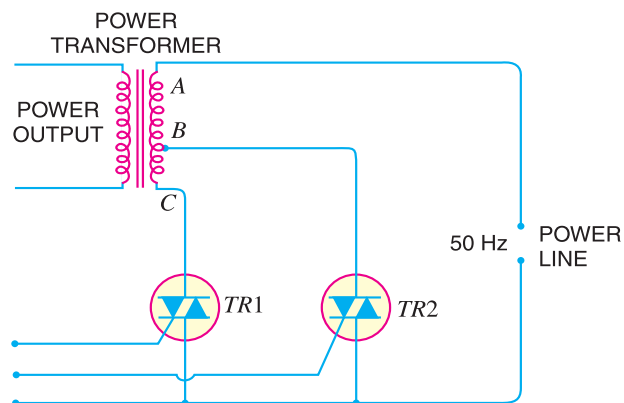 POWER
TRANSFORMER
A
POWER
OUTPUT
B
C
50 Hz
POWER
LINE
TR1
TR2